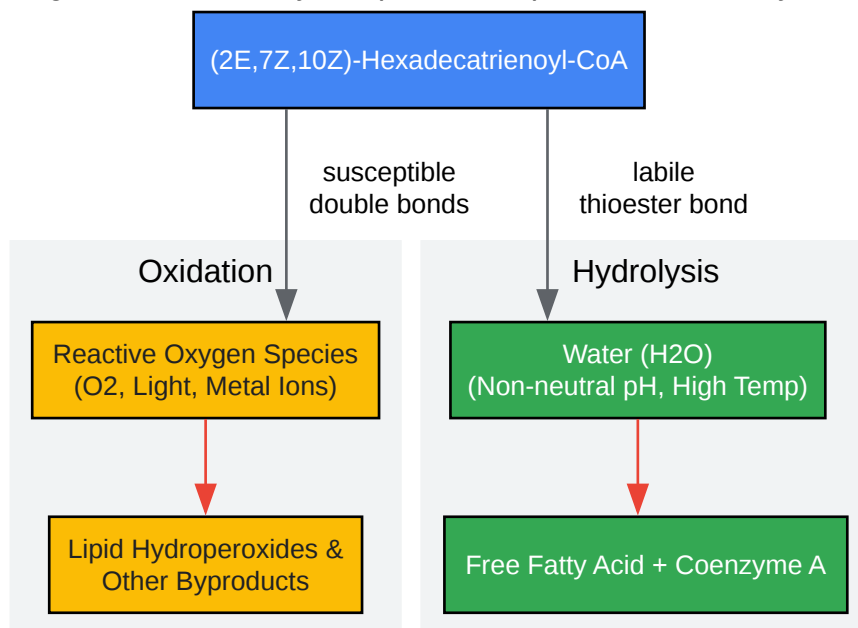 (2E,7Z,10Z)-Hexadecatrienoyl-CoA
susceptible
double bonds
labile
thioester bond
Oxidation
Hydrolysis
Reactive Oxygen Species
(O2, Light, Metal Ions)
Water (H2O)
(Non-neutral pH, High Temp)
Lipid Hydroperoxides &
Other Byproducts
Free Fatty Acid + Coenzyme A